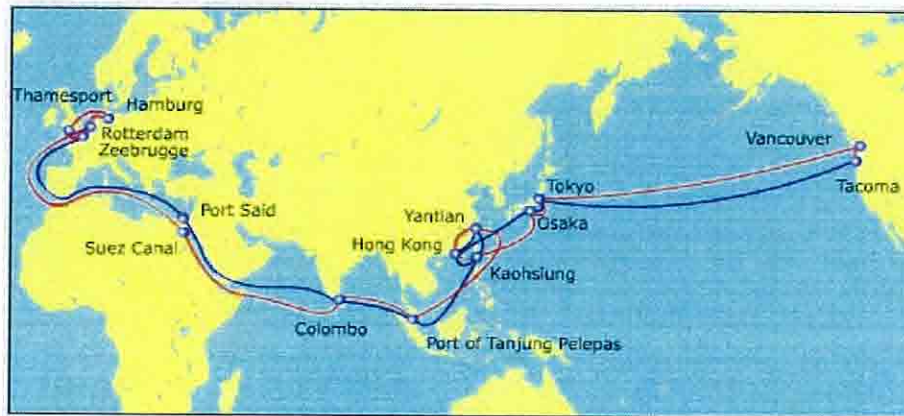 Thamesport
Hamburg
Rotterdam
Zeebrugge
Vancouver
Tokyo
Tacoma
Port Said
Yantian
Osaka
Suez Canal
Hong Kong
Kaohsiung
Colombo
Port of Tanjung Pelepas